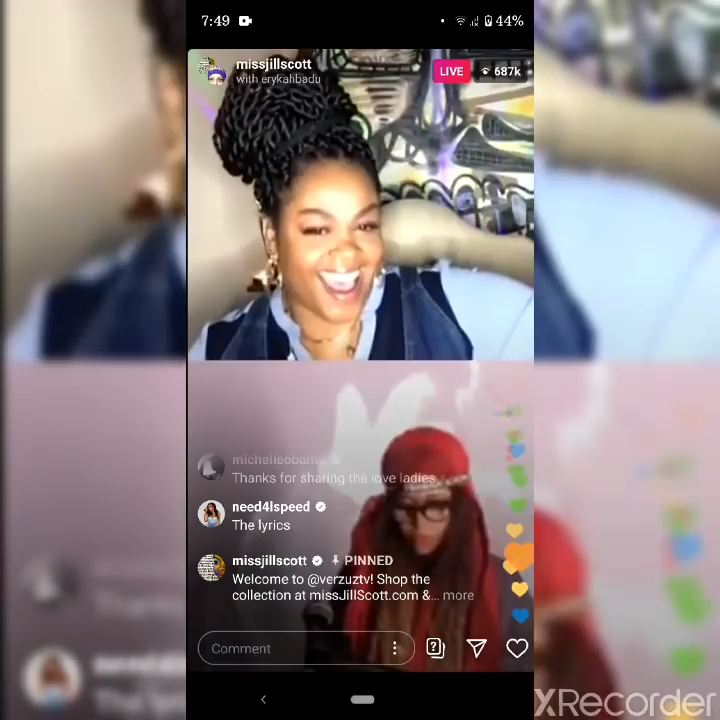 7:49
44%
missjillscott
with erykahbadu
LIVE
687k
Thanks for sharing the love ladies
need4lspeed
The lyrics
missjillscott PINNED
Welcome to @verzuztv! Shop the
collection at missJillScott.com &... more
Comment
XRecorder